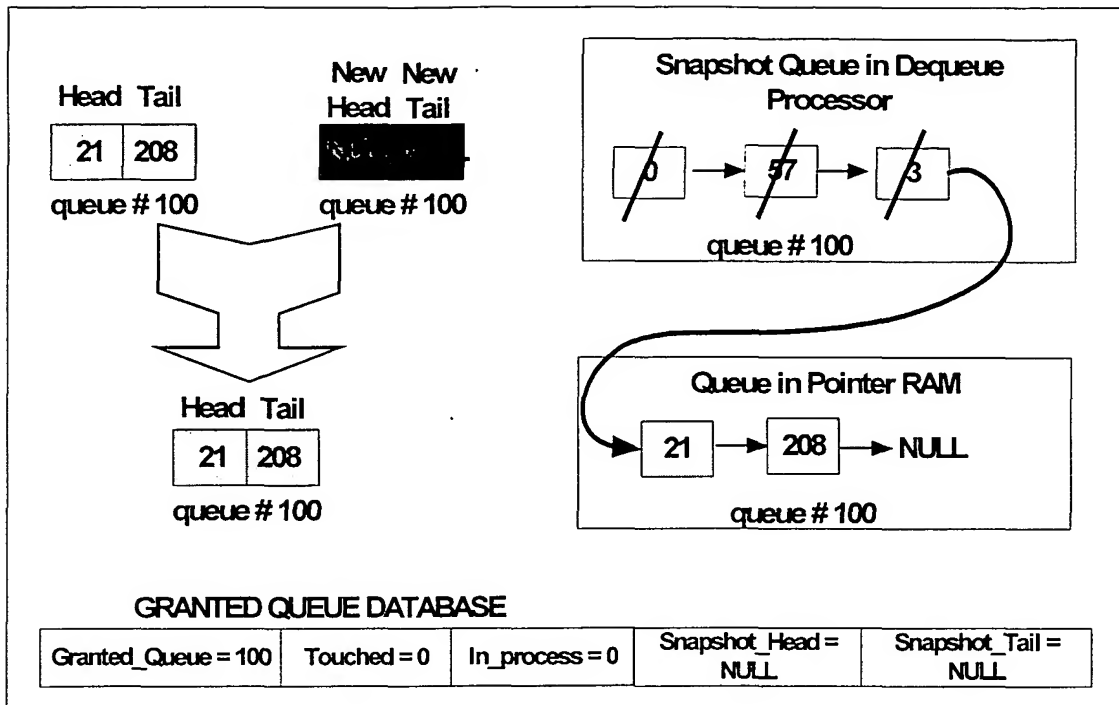 Head Tail
21 208
queue # 100
New New
Head Tail
queue # 100
Head Tail
21 208
queue # 100
Snapshot Queue in Dequeue
Processor
0
57
3
queue # 100
Queue in Pointer RAM
21
208
NULL
queue # 100
GRANTED QUEUE DATABASE
Granted_Queue = 100
Touched = 0
In_process = 0
Snapshot_Head =
NULL
Snapshot_Tail =
NULL